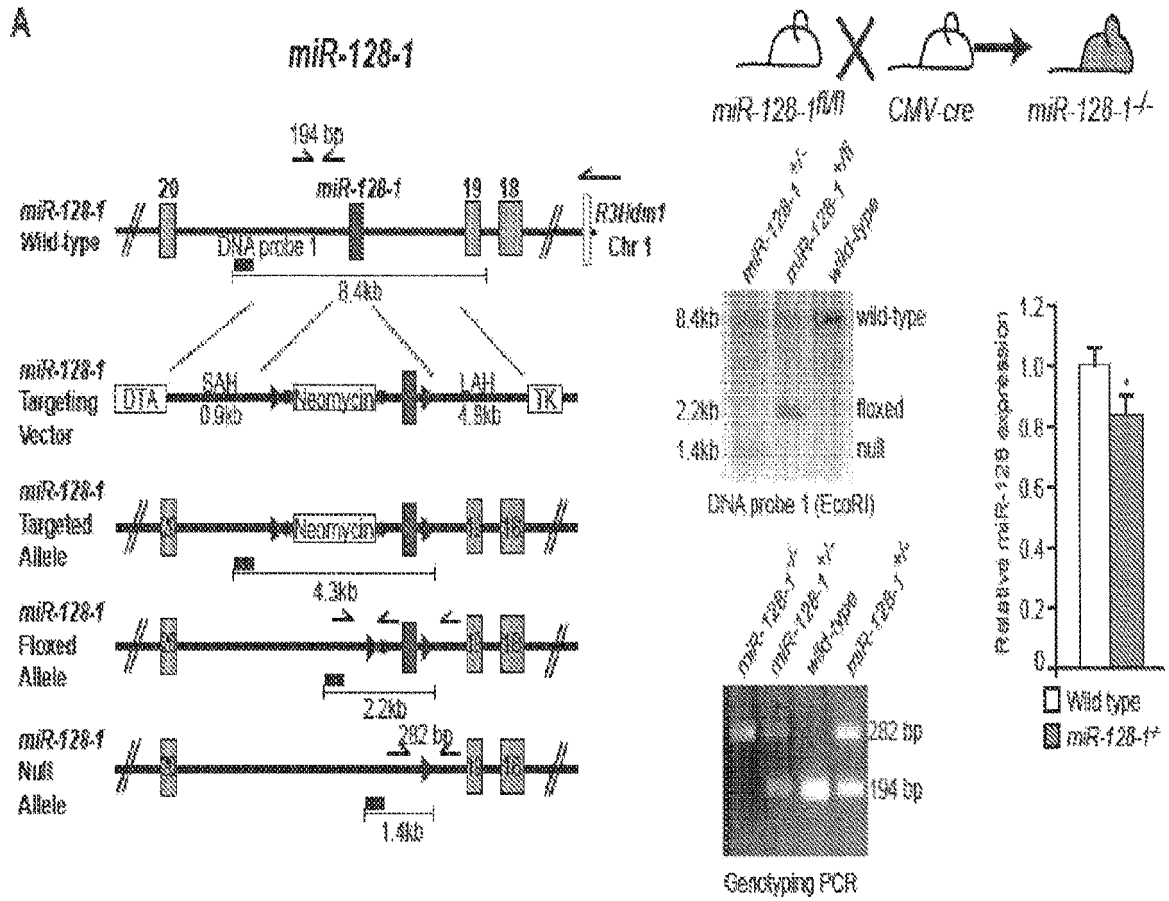 A
miR-128-1
miR-128-1fl/fl
CMV-cre
miR-128-1-/-
194 bp
20
miR-128-1
19
18
miR-128-1
Wild-type
R3Hdm1
Chr 1
DNA probe 1
8.4kb
miR-128-1
Targeting
Vector
DTA
SAH
0.9kb
Neomycin
LAH
4.8kb
TK
miR-128-1
Targeted
Allele
Neomycin
4.3kb
miR-128-1
Floxed
Allele
2.2kb
miR-128-1
Null
Allele
282 bp
1.4kb
miR-128-1 +/-
miR-128-1 +/fl
wild-type
8.4kb
wild-type
2.2kb
floxed
1.4kb
null
DNA probe 1 (EcoRI)
miR-128-1
miR-128-1
wild-type
miR-128-1
282 bp
194 bp
Genotyping PCR
Relative miR-128 expression
1.2
1.0
0.8
0.6
0.4
0.2
0
*
Wild type
miR-128-1